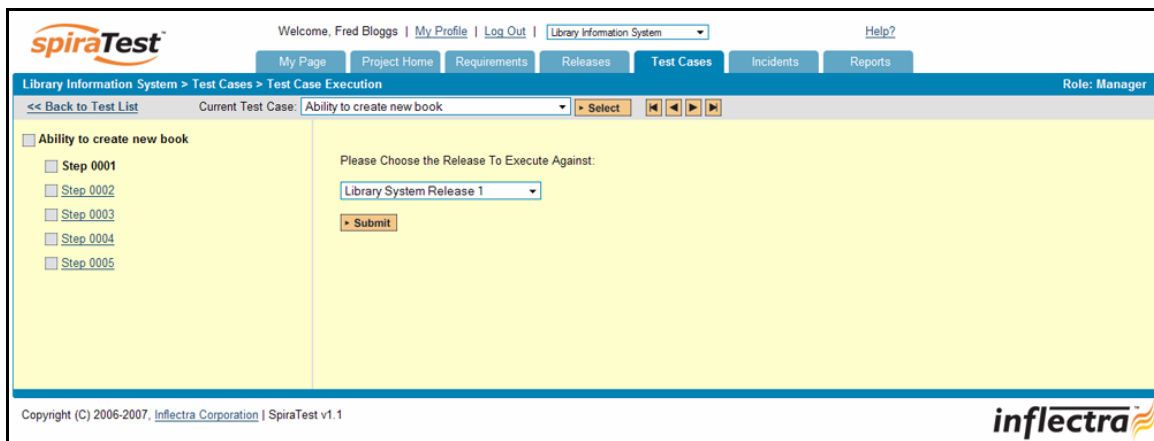 spiraTest
Welcome, Fred Bloggs | My Profile | Log Out | Library Information System Help?
My Page Project Home Requirements Releases Test Cases Incidents Reports
Library Information System > Test Cases > Test Case Execution Role: Manager
<< Back to Test List Current Test Case: Ability to create new book Select
Ability to create new book
Step 0001
Step 0002
Step 0003
Step 0004
Step 0005
Please Choose the Release To Execute Against:
Library System Release 1
Submit
Copyright (C) 2006-2007, Inflectra Corporation | SpiraTest v1.1
inflectra